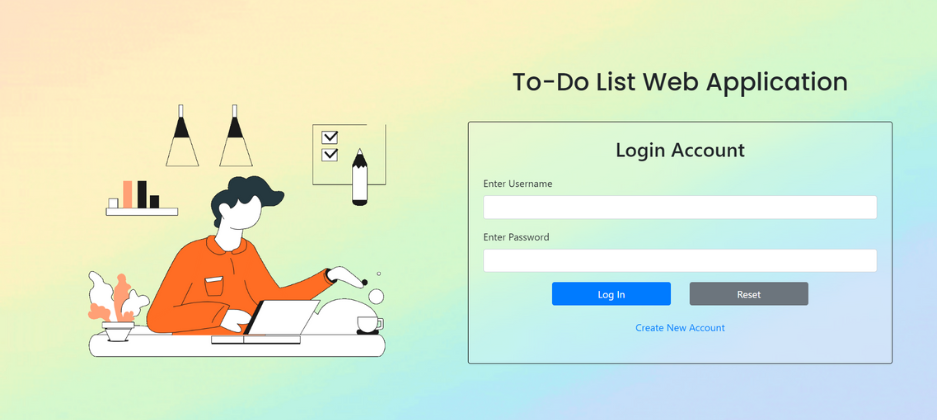 To-Do List Web Application
Login Account
Enter Username
Enter Password
Log In
Reset
Create New Account